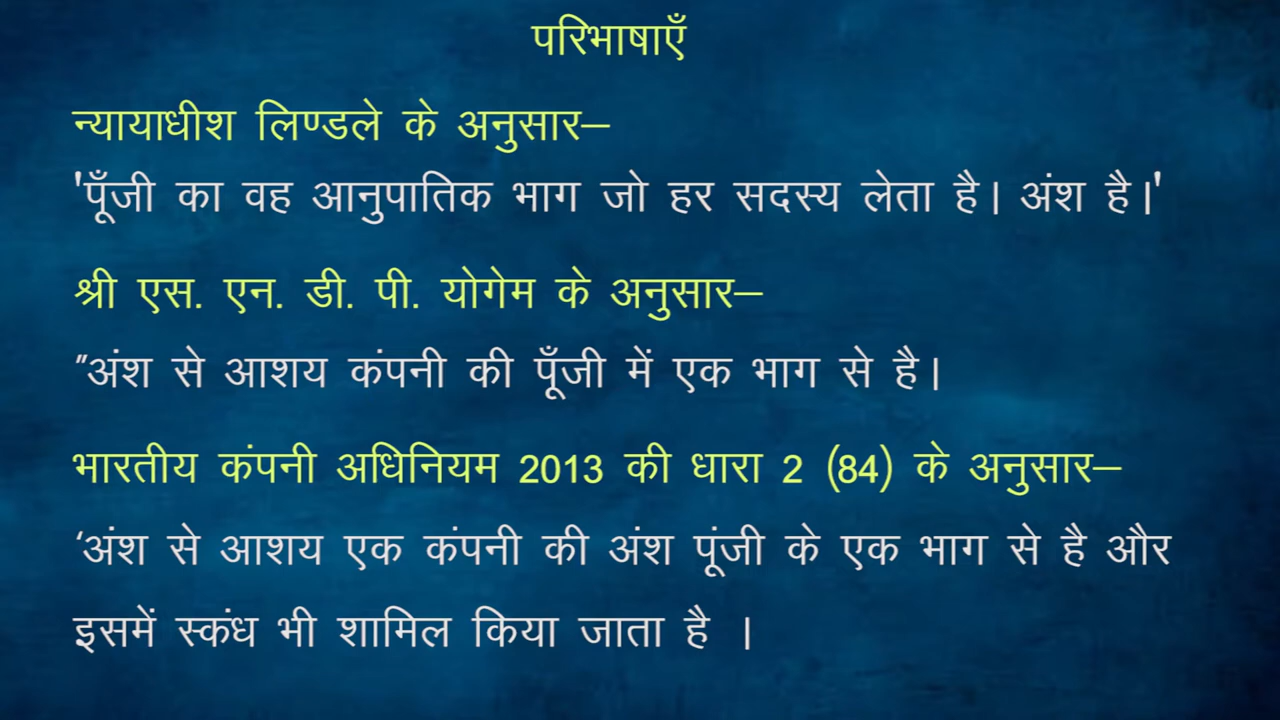 परिभाषाएँ
न्यायाधीश लिण्डले के अनुसार–
'पूँजी का वह आनुपातिक भाग जो हर सदस्य लेता है। अंश है।'
श्री एस. एन. डी. पी. योगेम के अनुसार–
"अंश से आशय कंपनी की पूँजी में एक भाग से है।
भारतीय कंपनी अधिनियम 2013 की धारा 2 (84) के अनुसार–
‘अंश से आशय एक कंपनी की अंश पूंजी के एक भाग से है और
इसमें स्कंध भी शामिल किया जाता है ।